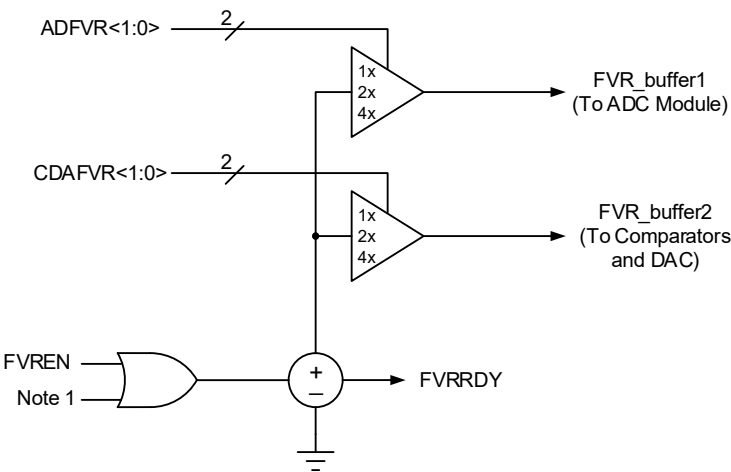 ADFVR<1:0>
2
1x
2x
4x
FVR_buffer1
(To ADC Module)
CDAFVR<1:0>
2
1x
2x
4x
FVR_buffer2
(To Comparators
and DAC)
FVREN
Note 1
+
–
FVRRDY